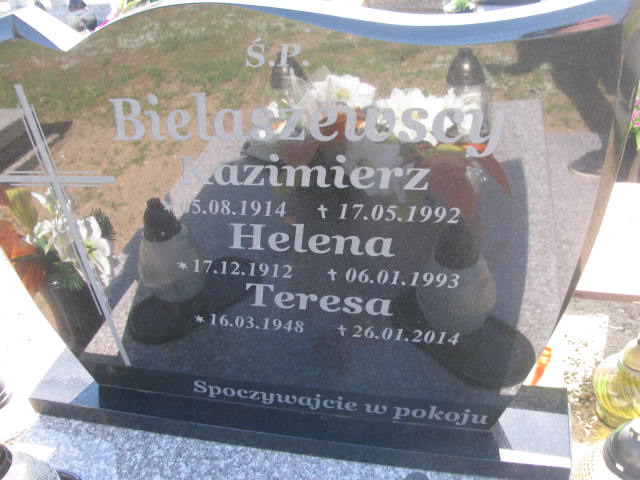 Ś.P.
Bielaszewscy
Kazimierz
05.08.1914 ✝ 17.05.1992
Helena
* 17.12.1912 ✝ 06.01.1993
Teresa
* 16.03.1948 ✝ 26.01.2014
Spoczywajcie w pokoju